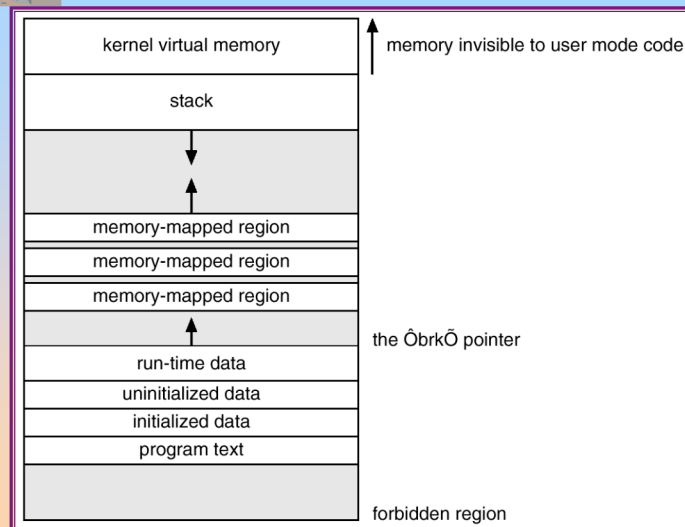 kernel virtual memory
memory invisible to user mode code
stack
memory-mapped region
memory-mapped region
memory-mapped region
the ÔbrkÕ pointer
run-time data
uninitialized data
initialized data
program text
forbidden region